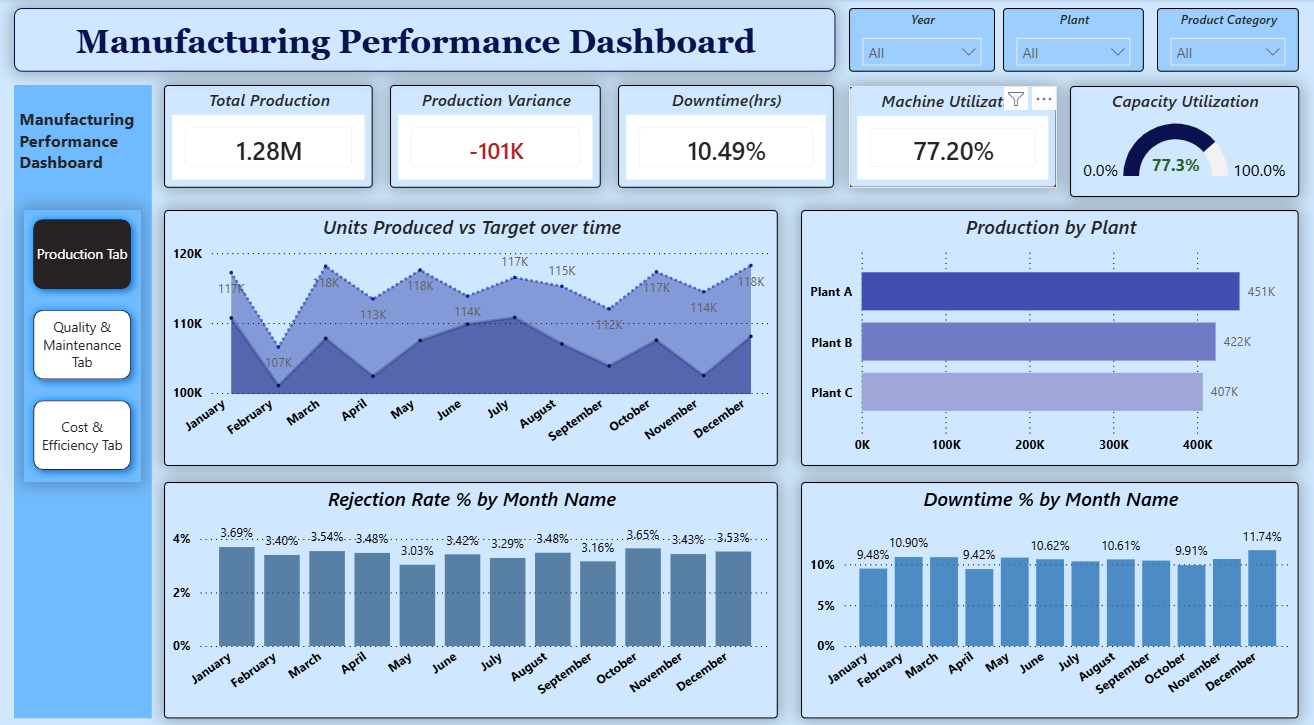 Manufacturing Performance Dashboard
Year
All
Plant
All
Product Category
All
Manufacturing
Performance
Dashboard
Production Tab
Quality &
Maintenance
Tab
Cost &
Efficiency Tab
Total Production
1.28M
Production Variance
-101K
Downtime(hrs)
10.49%
Machine Utilizat
77.20%
Capacity Utilization
0.0%
77.3%
100.0%
Units Produced vs Target over time
120K
110K
100K
117K
107K
118K
113K
118K
114K
117K
115K
112K
117K
114K
118K
January
February
March
April
May
June
July
August
September
October
November
December
Production by Plant
Plant A
451K
Plant B
422K
Plant C
407K
0K
100K
200K
300K
400K
Rejection Rate % by Month Name
4%
2%
0%
3.69%
3.40%
3.54%
3.48%
3.03%
3.42%
3.29%
3.48%
3.16%
3.65%
3.43%
3.53%
January
February
March
April
May
June
July
August
September
October
November
December
Downtime % by Month Name
10%
5%
0%
9.48%
10.90%
9.42%
10.62%
10.61%
9.91%
11.74%
January
February
March
April
May
June
July
August
September
October
November
December